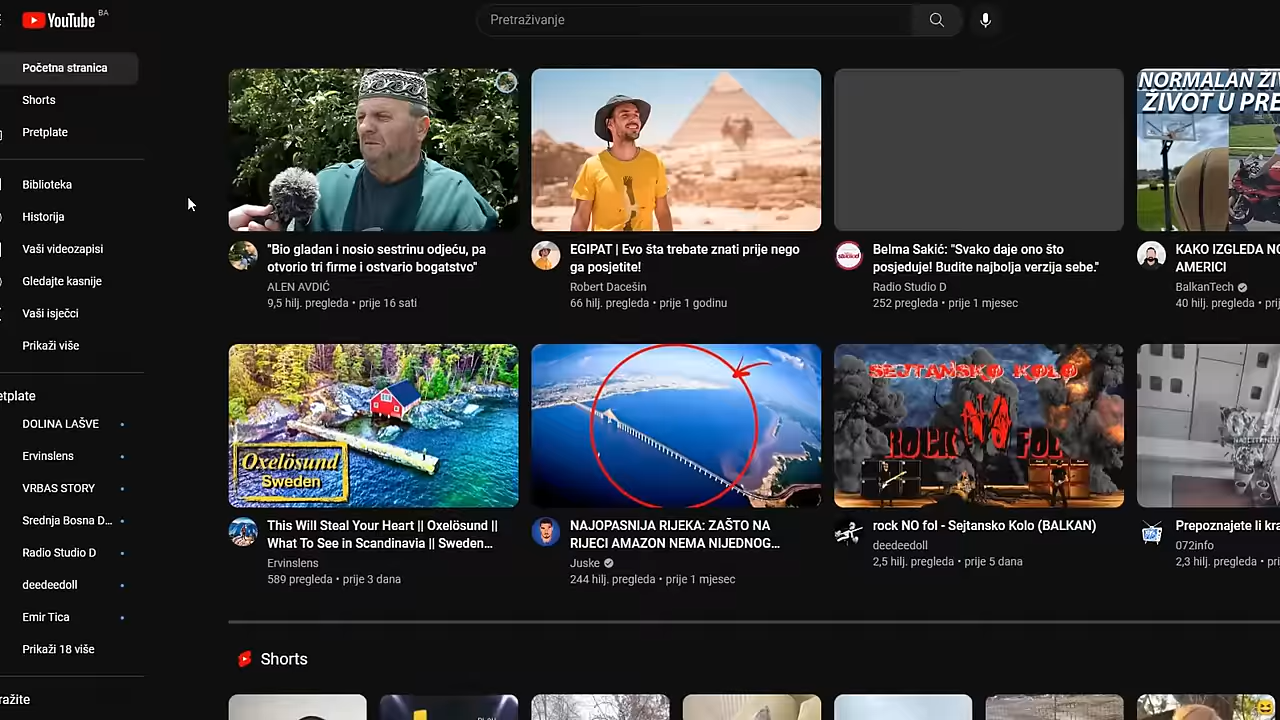 YouTube BA
Pretraživanje
Početna stranica
Shorts
Pretplate
Biblioteka
Historija
Vaši videozapisi
Gledajte kasnije
Vaši isječci
Prikaži više
etplate
DOLINA LAŠVE
Ervinslens
VRBAS STORY
Srednja Bosna D...
Radio Studio D
deedeedoll
Emir Tica
Prikaži 18 više
ražite
"Bio gladan i nosio sestrinu odjeću, pa
otvorio tri firme i ostvario bogatstvo"
ALEN AVDIĆ
9,5 hilj. pregleda • prije 16 sati
EGIPAT | Evo šta trebate znati prije nego
ga posjetite!
Robert Dacešin
66 hilj. pregleda • prije 1 godinu
Belma Sakić: "Svako daje ono što
posjeduje! Budite najbolja verzija sebe."
Radio Studio D
252 pregleda • prije 1 mjesec
NORMALAN ŽI
ŽIVOT U PRE
KAKO IZGLEDA NO
AMERICI
BalkanTech
40 hilj. pregleda • prij
Oxelösund
Sweden
This Will Steal Your Heart || Oxelösund ||
What To See in Scandinavia || Sweden...
Ervinslens
589 pregleda • prije 3 dana
NAJOPASNIJA RIJEKA: ZAŠTO NA
RIJECI AMAZON NEMA NIJEDNOG...
Juske
244 hilj. pregleda • prije 1 mjesec
SEJTANSKO KOLO
ROCK NO FOL
rock NO fol - Sejtansko Kolo (BALKAN)
deedeedoll
2,5 hilj. pregleda • prije 5 dana
Prepoznajete li kra
072info
2,3 hilj. pregleda • pri
Shorts